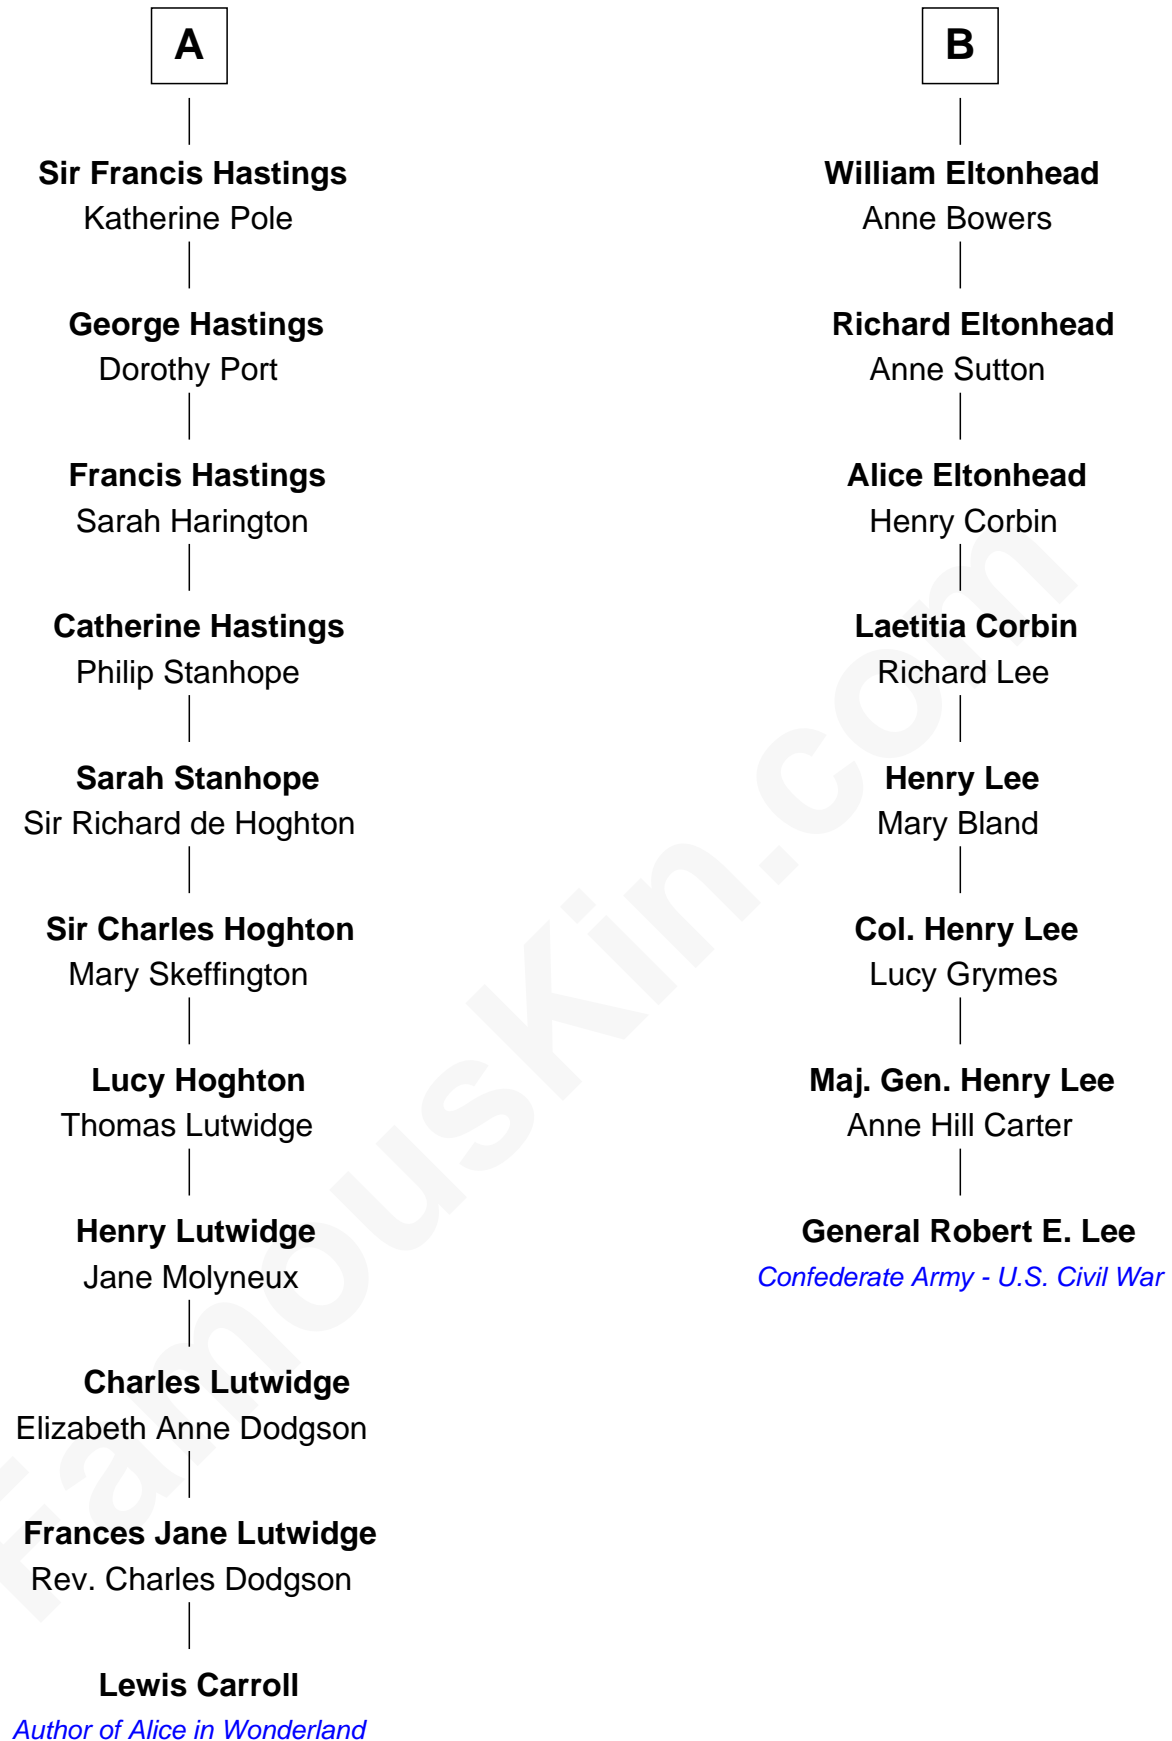 A
Sir Francis Hastings
Katherine Pole
George Hastings
Dorothy Port
Francis Hastings
Sarah Harington
Catherine Hastings
Philip Stanhope
Sarah Stanhope
Sir Richard de Hoghton
Sir Charles Hoghton
Mary Skeffington
Lucy Hoghton
Thomas Lutwidge
Henry Lutwidge
Jane Molyneux
Charles Lutwidge
Elizabeth Anne Dodgson
Frances Jane Lutwidge
Rev. Charles Dodgson
Lewis Carroll
Author of Alice in Wonderland
B
William Eltonhead
Anne Bowers
Richard Eltonhead
Anne Sutton
Alice Eltonhead
Henry Corbin
Laetitia Corbin
Richard Lee
Henry Lee
Mary Bland
Col. Henry Lee
Lucy Grymes
Maj. Gen. Henry Lee
Anne Hill Carter
General Robert E. Lee
Confederate Army - U.S. Civil War
FamousKin.com